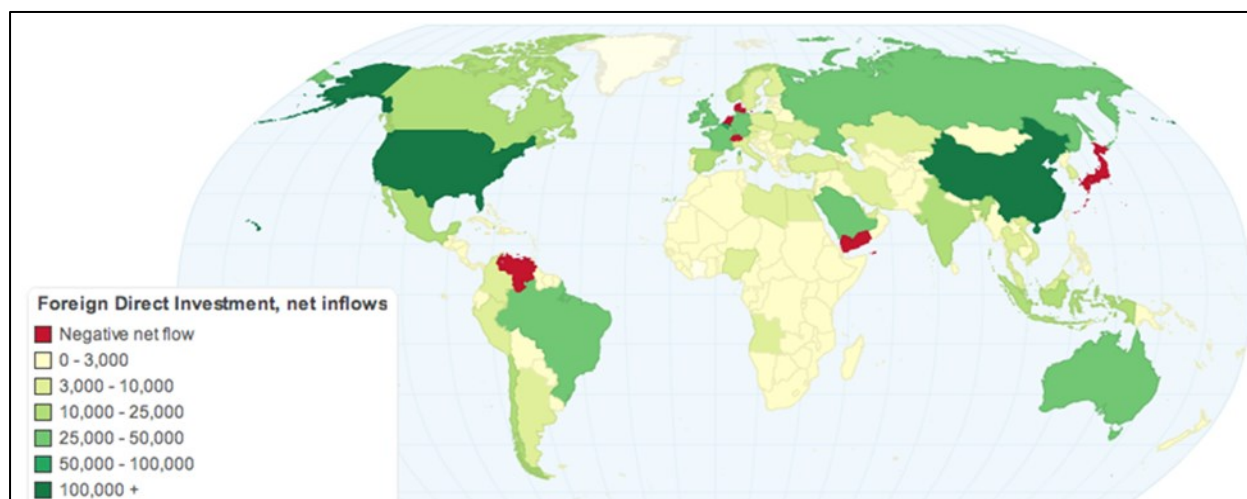 Foreign Direct Investment, net inflows
Negative net flow
0 - 3,000
3,000 - 10,000
10,000 - 25,000
25,000 - 50,000
50,000 - 100,000
100,000 +